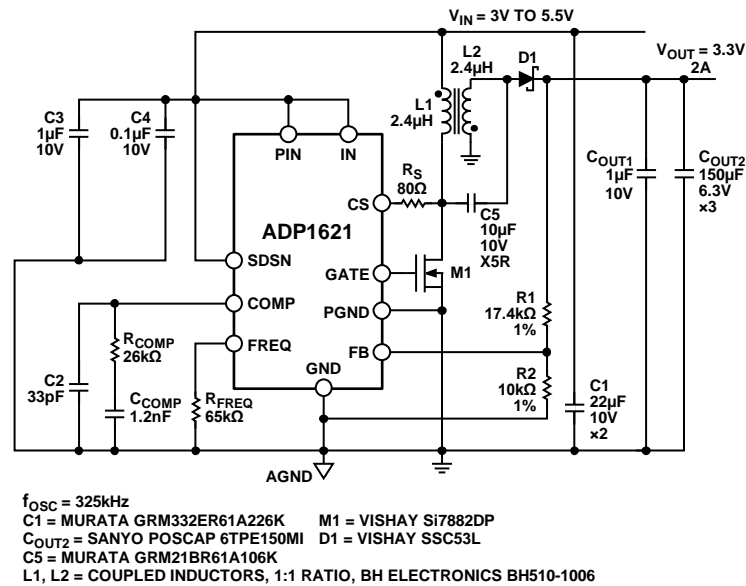 V_IN = 3V TO 5.5V
V_OUT = 3.3V
2A
L2
2.4µH
D1
L1
2.4µH
C3
1µF
10V
C4
0.1µF
10V
PIN
IN
R_S
80Ω
CS
C5
10µF
10V
X5R
C_OUT1
1µF
10V
C_OUT2
150µF
6.3V
×3
ADP1621
SDSN
GATE
M1
COMP
PGND
R1
17.4kΩ
1%
FREQ
FB
GND
R_COMP
26kΩ
C2
33pF
C_COMP
1.2nF
R_FREQ
65kΩ
R2
10kΩ
1%
C1
22µF
10V
×2
AGND
f_OSC = 325kHz
C1 = MURATA GRM332ER61A226K M1 = VISHAY Si7882DP
C_OUT2 = SANYO POSCAP 6TPE150MI D1 = VISHAY SSC53L
C5 = MURATA GRM21BR61A106K
L1, L2 = COUPLED INDUCTORS, 1:1 RATIO, BH ELECTRONICS BH510-1006